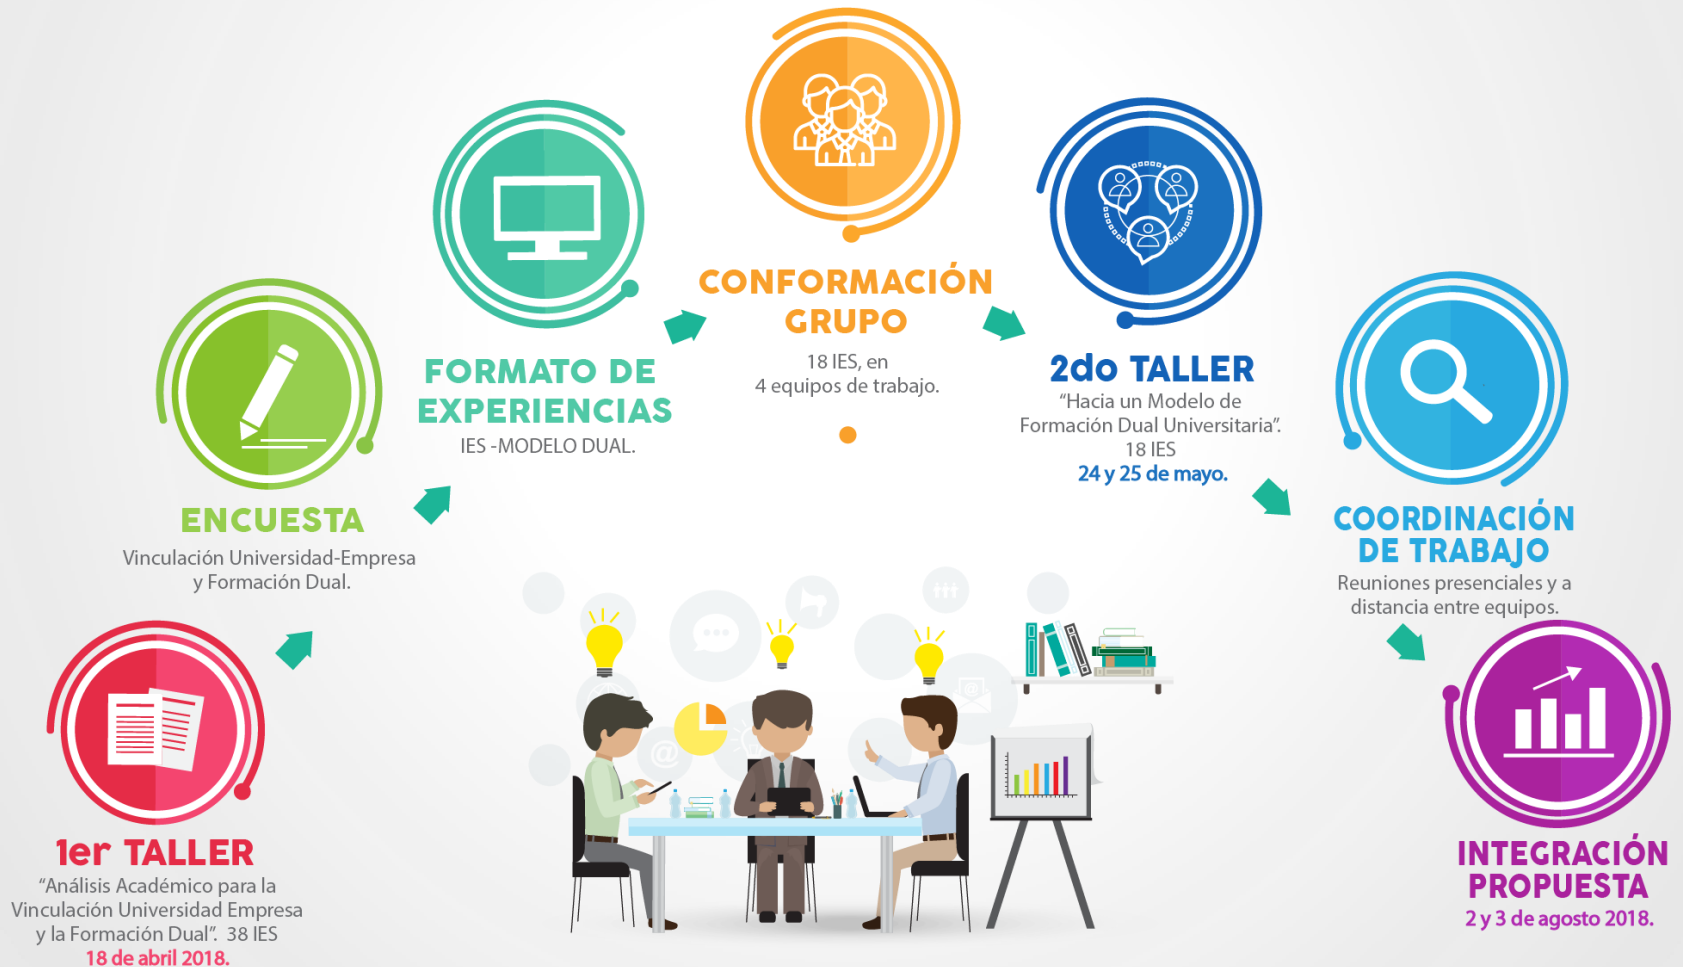 1er TALLER
“Análisis Académico para la
Vinculación Universidad Empresa
y la Formación Dual”. 38 IES
18 de abril 2018.
ENCUESTA
Vinculación Universidad-Empresa
y Formación Dual.
FORMATO DE
EXPERIENCIAS
IES -MODELO DUAL.
CONFORMACIÓN
GRUPO
18 IES, en
4 equipos de trabajo.
2do TALLER
“Hacia un Modelo de
Formación Dual Universitaria”.
18 IES
24 y 25 de mayo.
COORDINACIÓN
DE TRABAJO
Reuniones presenciales y a
distancia entre equipos.
INTEGRACIÓN
PROPUESTA
2 y 3 de agosto 2018.